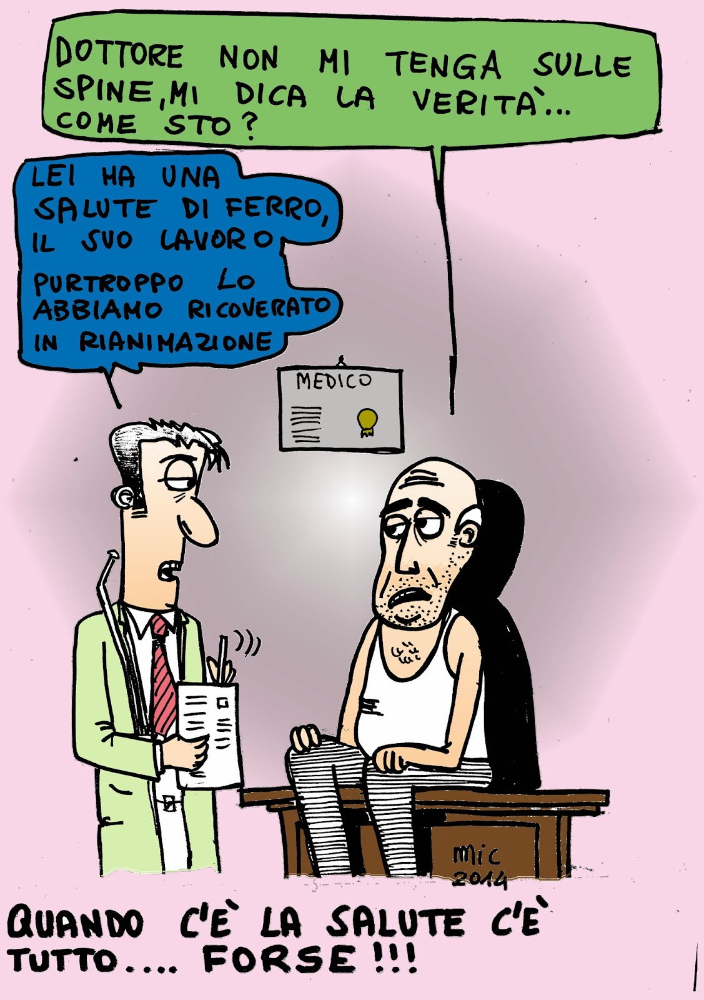 DOTTORE NON MI TENGA SULLE
SPINE, MI DICA LA VERITÀ...
COME STO?
LEI HA UNA
SALUTE DI FERRO,
IL SUO LAVORO
PURTROPPO LO
ABBIAMO RICOVERATO
IN RIANIMAZIONE
MEDICO
mmic
2014
QUANDO C'È LA SALUTE C'È
TUTTO.... FORSE!!!